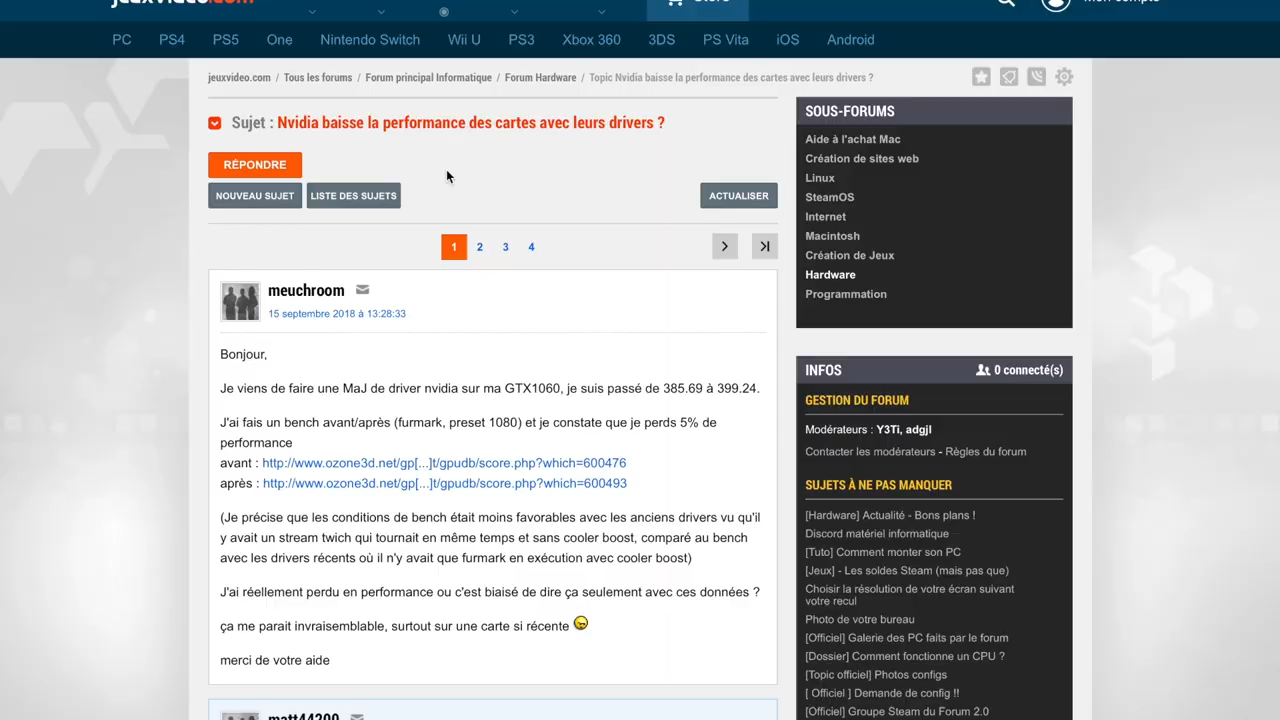 jeuxvideo.com
Store
Mon compte
PC PS4 PS5 One Nintendo Switch Wii U PS3 Xbox 360 3DS PS Vita iOS Android
jeuxvideo.com / Tous les forums / Forum principal Informatique / Forum Hardware / Topic Nvidia baisse la performance des cartes avec leurs drivers ?
Sujet : Nvidia baisse la performance des cartes avec leurs drivers ?
RÉPONDRE
NOUVEAU SUJET LISTE DES SUJETS ACTUALISER
1 2 3 4
meuchroom
15 septembre 2018 à 13:28:33
Bonjour,
Je viens de faire une MaJ de driver nvidia sur ma GTX1060, je suis passé de 385.69 à 399.24.
J'ai fais un bench avant/après (furmark, preset 1080) et je constate que je perds 5% de
performance
avant : http://www.ozone3d.net/gp[...]t/gpudb/score.php?which=600476
après : http://www.ozone3d.net/gp[...]t/gpudb/score.php?which=600493
(Je précise que les conditions de bench était moins favorables avec les anciens drivers vu qu'il
y avait un stream twich qui tournait en même temps et sans cooler boost, comparé au bench
avec les drivers récents où il n'y avait que furmark en exécution avec cooler boost)
J'ai réellement perdu en performance ou c'est biaisé de dire ça seulement avec ces données ?
ça me parait invraisemblable, surtout sur une carte si récente
merci de votre aide
matt44200
SOUS-FORUMS
Aide à l'achat Mac
Création de sites web
Linux
SteamOS
Internet
Macintosh
Création de Jeux
Hardware
Programmation
INFOS 0 connecté(s)
GESTION DU FORUM
Modérateurs : Y3Ti, adgjl
Contacter les modérateurs - Règles du forum
SUJETS À NE PAS MANQUER
[Hardware] Actualité - Bons plans !
Discord matériel informatique
[Tuto] Comment monter son PC
[Jeux] - Les soldes Steam (mais pas que)
Choisir la résolution de votre écran suivant
votre recul
Photo de votre bureau
[Officiel] Galerie des PC faits par le forum
[Dossier] Comment fonctionne un CPU ?
[Topic officiel] Photos configs
[ Officiel ] Demande de config !!
[Officiel] Groupe Steam du Forum 2.0